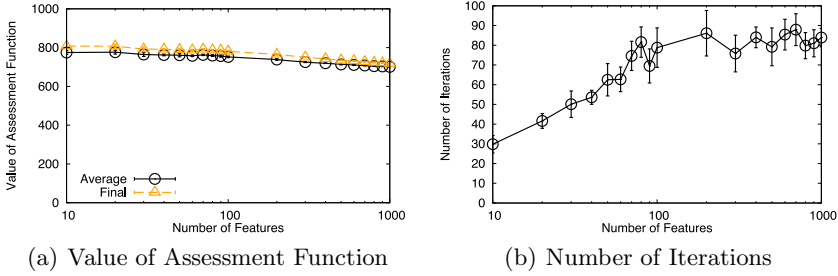 1000
800
600
400
200
0
Value of Assessment Function
Average
Final
10
100
1000
Number of Features
(a) Value of Assessment Function
100
90
80
70
60
50
40
30
20
10
0
Number of Iterations
10
100
1000
Number of Features
(b) Number of Iterations